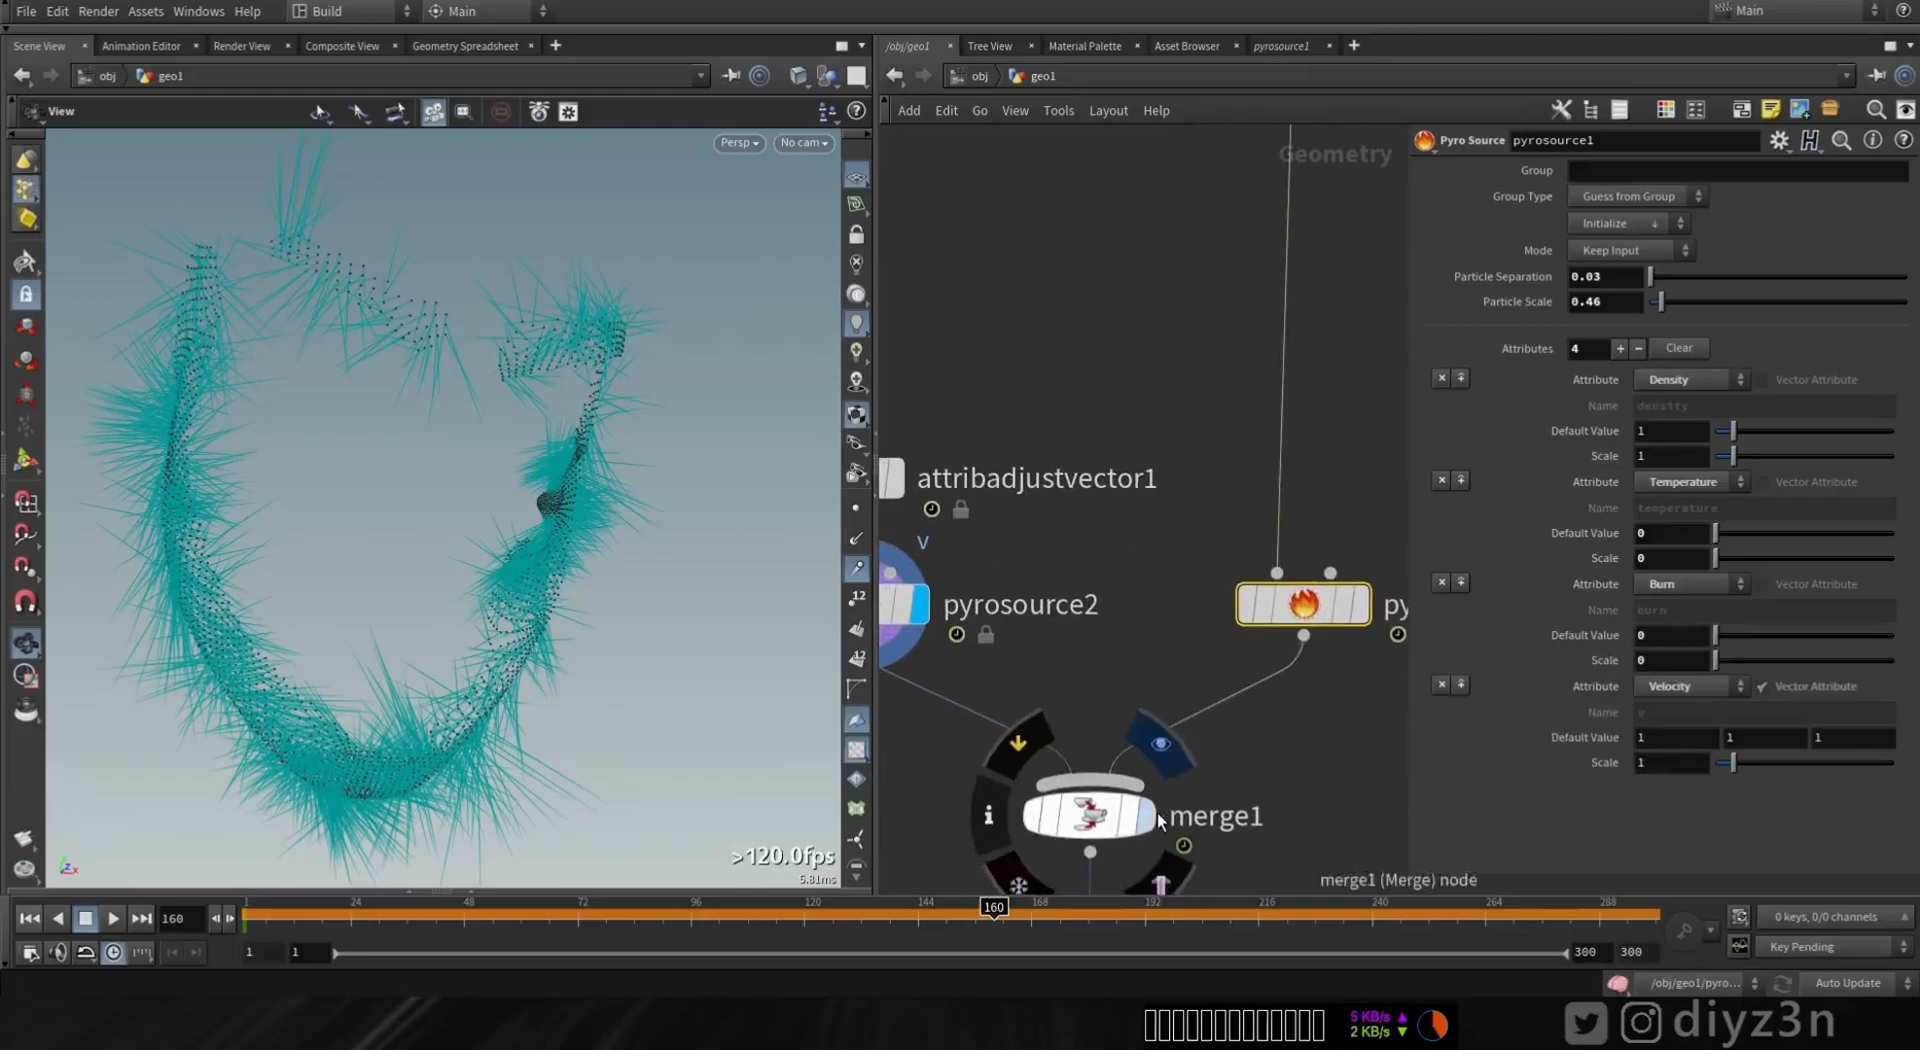 File Edit Render Assets Windows Help Build Main Main
Scene View Animation Editor Render View Composite View Geometry Spreadsheet
/obj/geo1 Tree View Material Palette Asset Browser pyrosource1
obj geo1
obj geo1
View
Add Edit Go View Tools Layout Help
Persp No cam
Geometry
Pyro Source pyrosource1
Group
Group Type Guess from Group
Initialize
Mode Keep Input
Particle Separation 0.03
Particle Scale 0.46
Attributes 4 + − Clear
Attribute Density Vector Attribute
Name density
Default Value 1
Scale 1
Attribute Temperature Vector Attribute
Name temperature
Default Value 0
Scale 0
Attribute Burn Vector Attribute
Name burn
Default Value 0
Scale 0
Attribute Velocity Vector Attribute
Name v
Default Value 1 1 1
Scale 1
attribadjustvector1
v
pyrosource2
py
merge1
merge1 (Merge) node
12
12
>120.0fps
5.81ms
160
1 24 48 72 96 120 144 160 168 192 216 240 264 288
0 keys, 0/0 channels
1 1 300 300
Key Pending
/obj/geo1/pyro... Auto Update
5 KB/s
2 KB/s
diyz3n